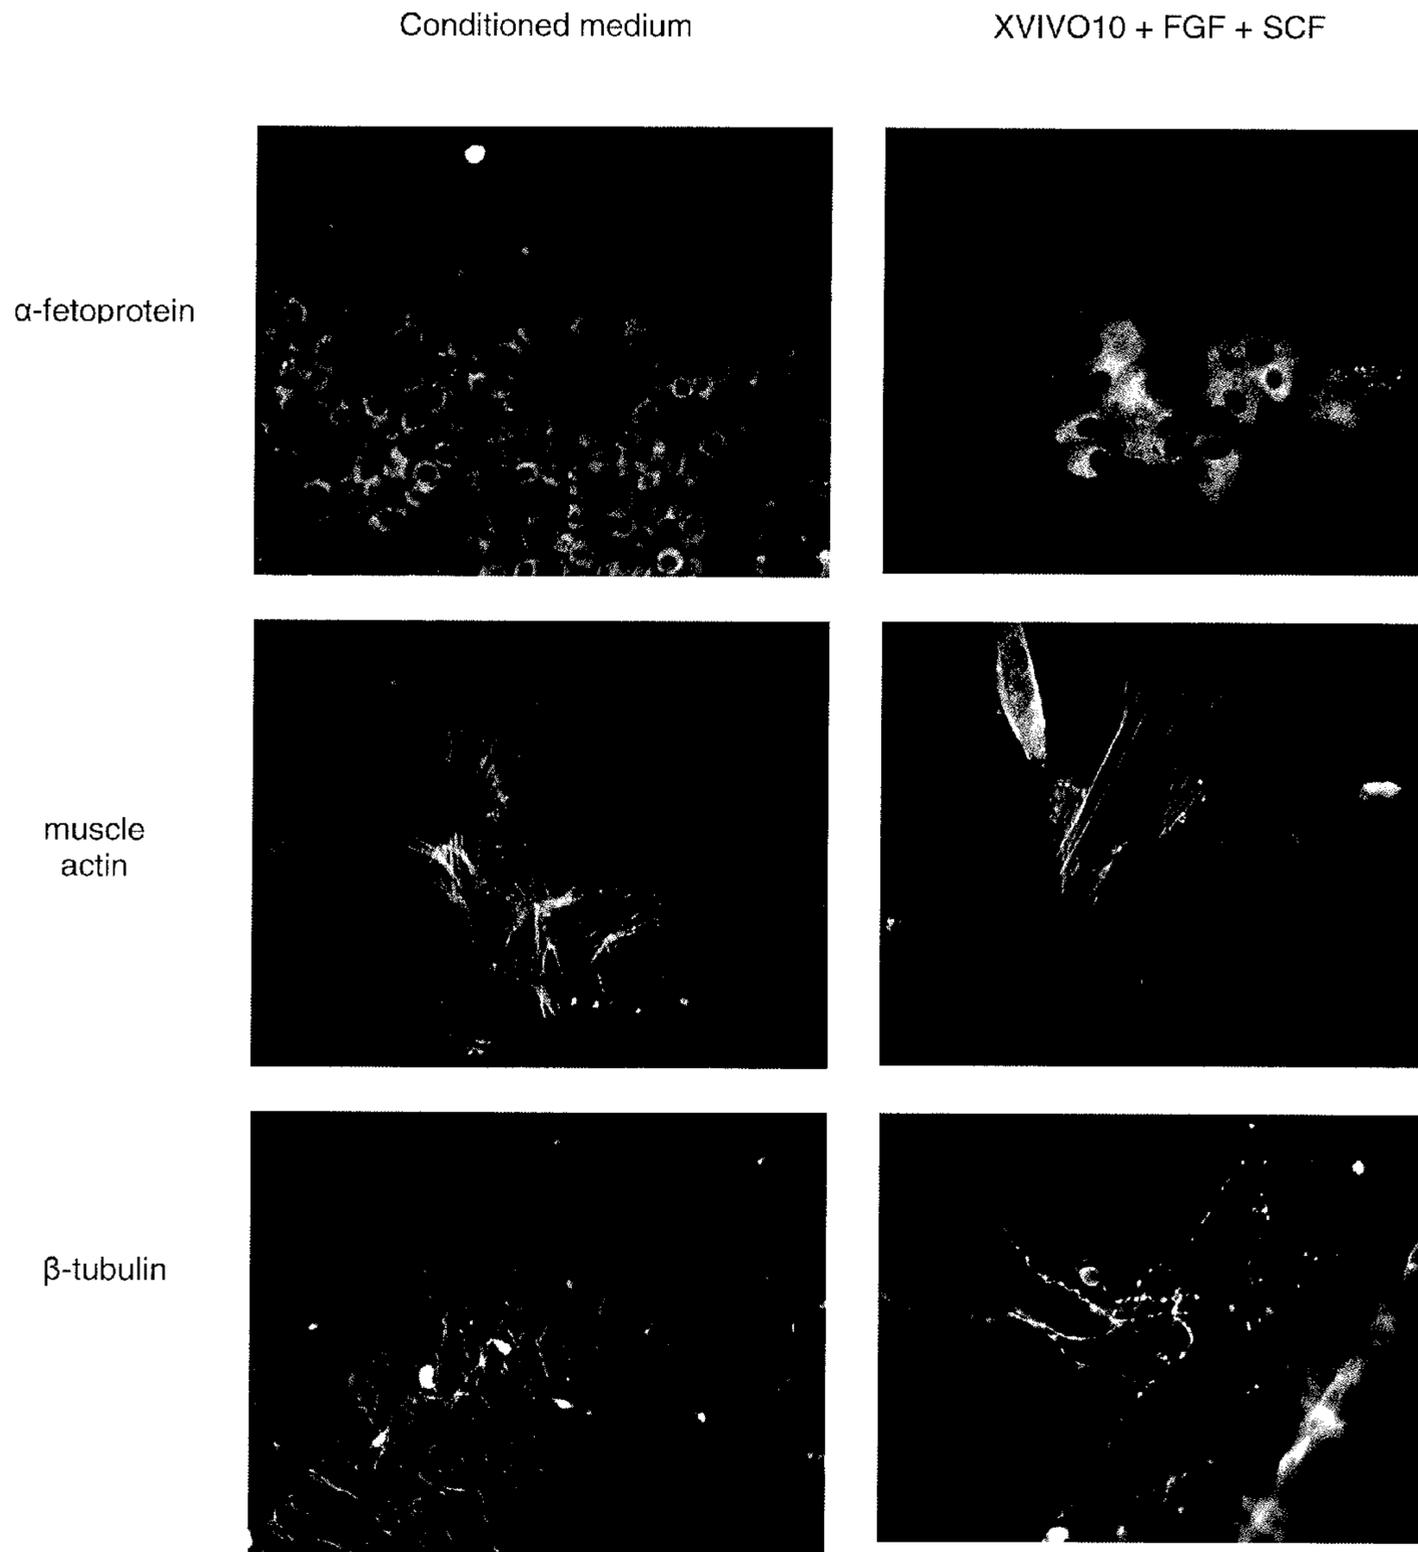 Conditioned medium
XVIVO10 + FGF + SCF
α-fetoprotein
muscle
actin
β-tubulin